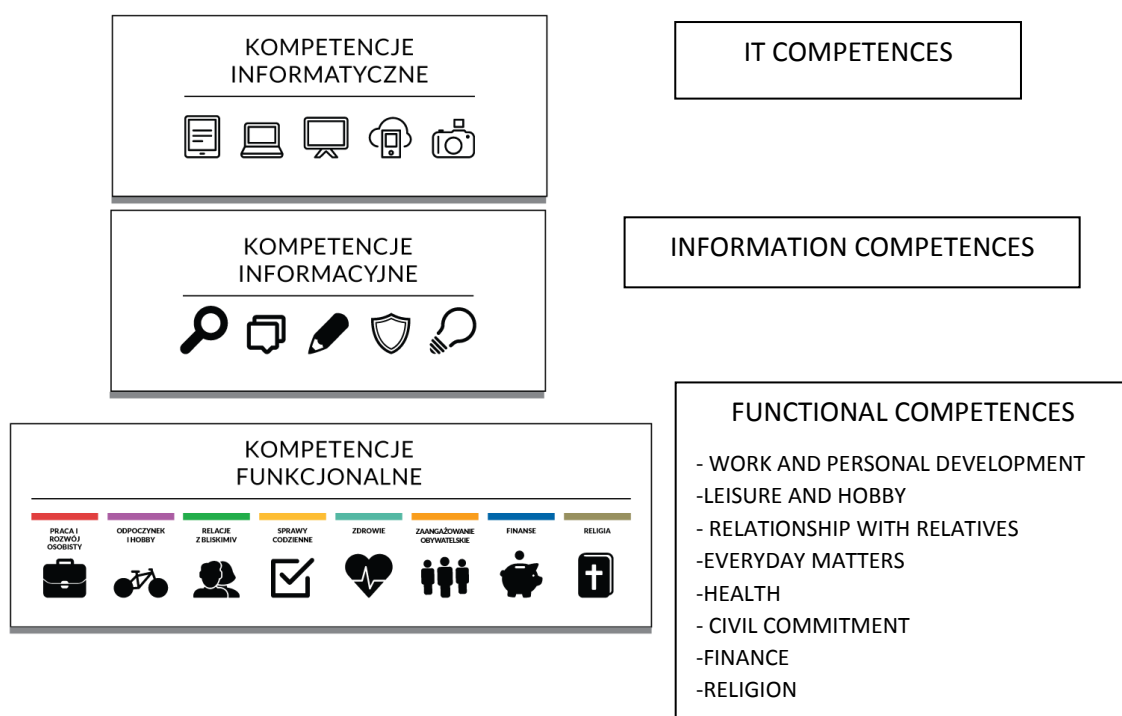 KOMPETENCJE
INFORMATYCZNE
IT COMPETENCES
KOMPETENCJE
INFORMACYJNE
INFORMATION COMPETENCES
KOMPETENCJE
FUNKCJONALNE
PRACA I
ROZWÓJ
OSOBISTY
ODPOCZYNEK
I HOBBY
RELACJE
Z BLISKIMIV
SPRAWY
CODZIENNE
ZDROWIE
ZAANGAŻOWANIE
OBYWATELSKIE
FINANSE
RELIGIA
FUNCTIONAL COMPETENCES
- WORK AND PERSONAL DEVELOPMENT
-LEISURE AND HOBBY
- RELATIONSHIP WITH RELATIVES
-EVERYDAY MATTERS
-HEALTH
- CIVIL COMMITMENT
-FINANCE
-RELIGION